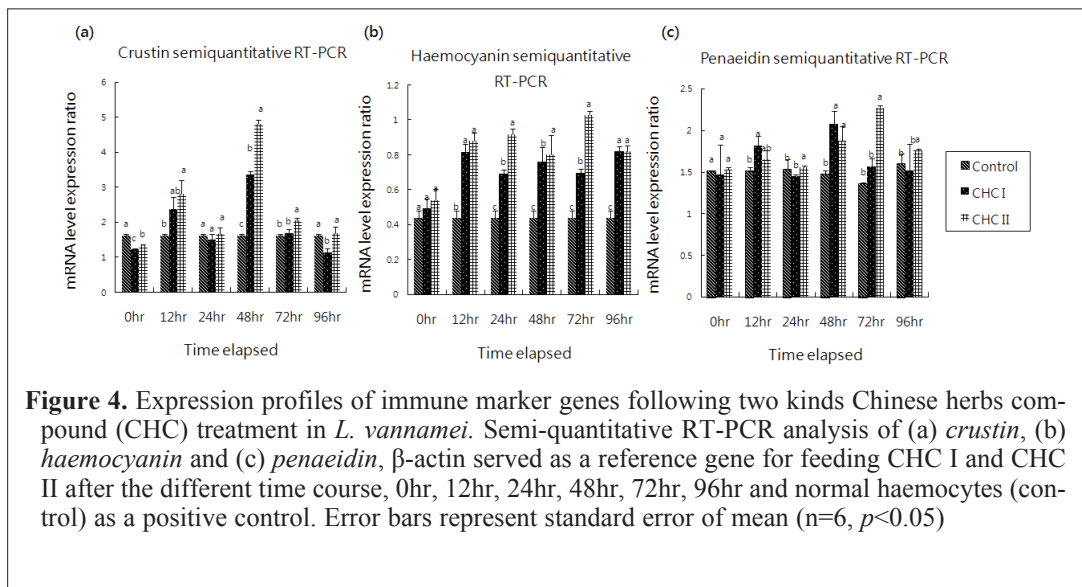 (a)
Crustin semiquantitative RT-PCR
mRNA level expression ratio
6
5
4
3
2
1
0
a c b
b ab a
a a a
c b a
b b a
a b a
0hr 12hr 24hr 48hr 72hr 96hr
Time elapsed
(b)
Haemocyanin semiquantitative
RT-PCR
mRNA level expression ratio
1.2
1
0.8
0.6
0.4
0.2
0
a a a
b a a
c b a
c b a
c b a
c a a
0hr 12hr 24hr 48hr 72hr 96hr
Time elapsed
(c)
Penaeidin semiquantitative RT-PCR
mRNA level expression ratio
2.5
2
1.5
1
0.5
0
a a a
b a ab
a b a
b a a
b b a
b b a
0hr 12hr 24hr 48hr 72hr 96hr
Time elapsed
Control
CHC I
CHC II
Figure 4. Expression profiles of immune marker genes following two kinds Chinese herbs com-
pound (CHC) treatment in L. vannamei. Semi-quantitative RT-PCR analysis of (a) crustin, (b)
haemocyanin and (c) penaeidin, β-actin served as a reference gene for feeding CHC I and CHC
II after the different time course, 0hr, 12hr, 24hr, 48hr, 72hr, 96hr and normal haemocytes (con-
trol) as a positive control. Error bars represent standard error of mean (n=6, p<0.05)